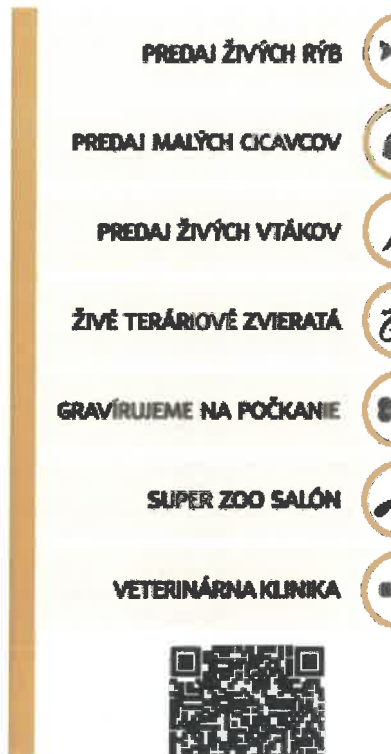 PREDAJ ŽIVÝCH RÝB
PREDAJ MALÝCH CICAVCOV
PREDAJ ŽIVÝCH VTÁKOV
ŽIVÉ TERÁRIOVÉ ZVIERATÁ
GRAVÍRUJEME NA POČKANIE
SUPER ZOO SALÓN
VETERINÁRNA KLINIKA